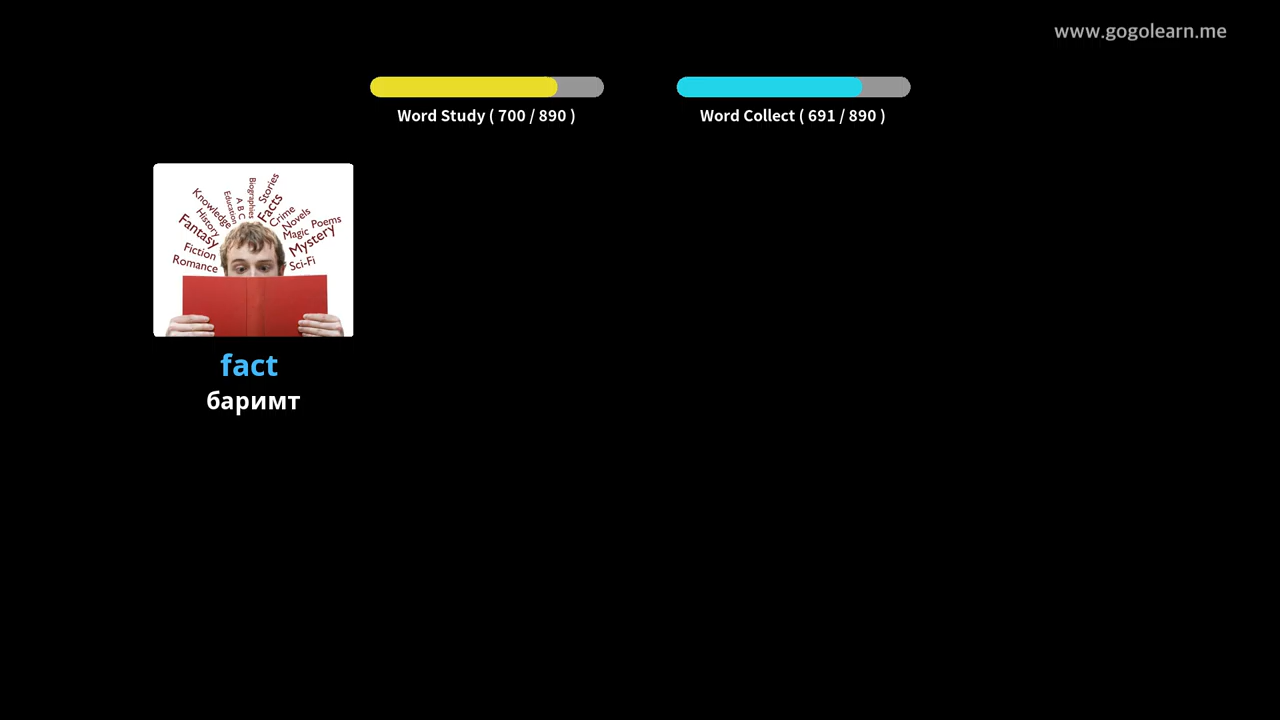 www.gogolearn.me
Word Study ( 700 / 890 )
Word Collect ( 691 / 890 )
Knowledge
History
Fantasy
Fiction
Romance
Education
A B C
Biographies
Stories
Facts
Crime
Novels
Magic
Poems
Mystery
Sci-Fi
fact
баримт